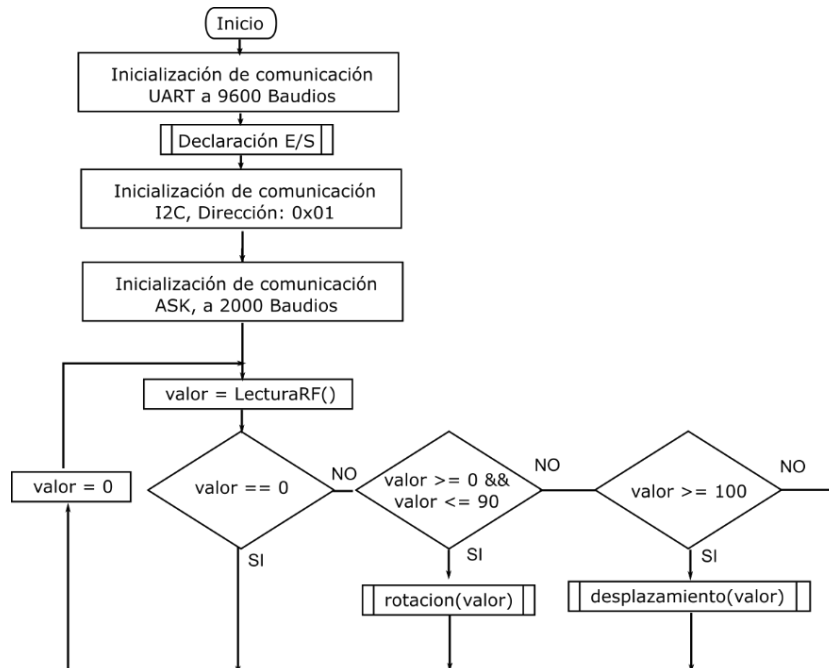 Inicio
Inicialización de comunicación
UART a 9600 Baudios
Declaración E/S
Inicialización de comunicación
I2C, Dirección: 0x01
Inicialización de comunicación
ASK, a 2000 Baudios
valor = LecturaRF()
valor = 0
valor == 0
NO
SI
valor >= 0 &&
valor <= 90
NO
SI
valor >= 100
NO
SI
rotacion(valor)
desplazamiento(valor)